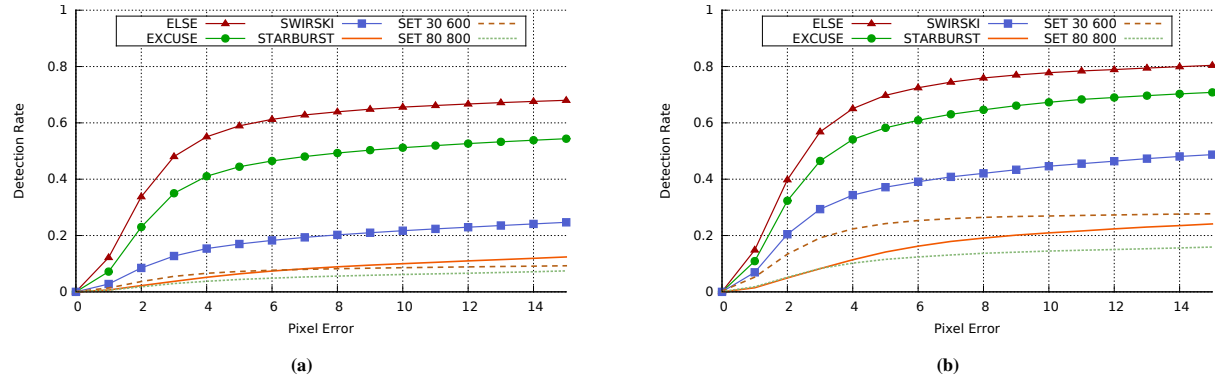 1
0.8
0.6
0.4
0.2
0
Detection Rate
ELSE SWIRSKI SET 30 600
EXCUSE STARBURST SET 80 800
0 2 4 6 8 10 12 14
Pixel Error
(a)
1
0.8
0.6
0.4
0.2
0
Detection Rate
ELSE SWIRSKI SET 30 600
EXCUSE STARBURST SET 80 800
0 2 4 6 8 10 12 14
Pixel Error
(b)